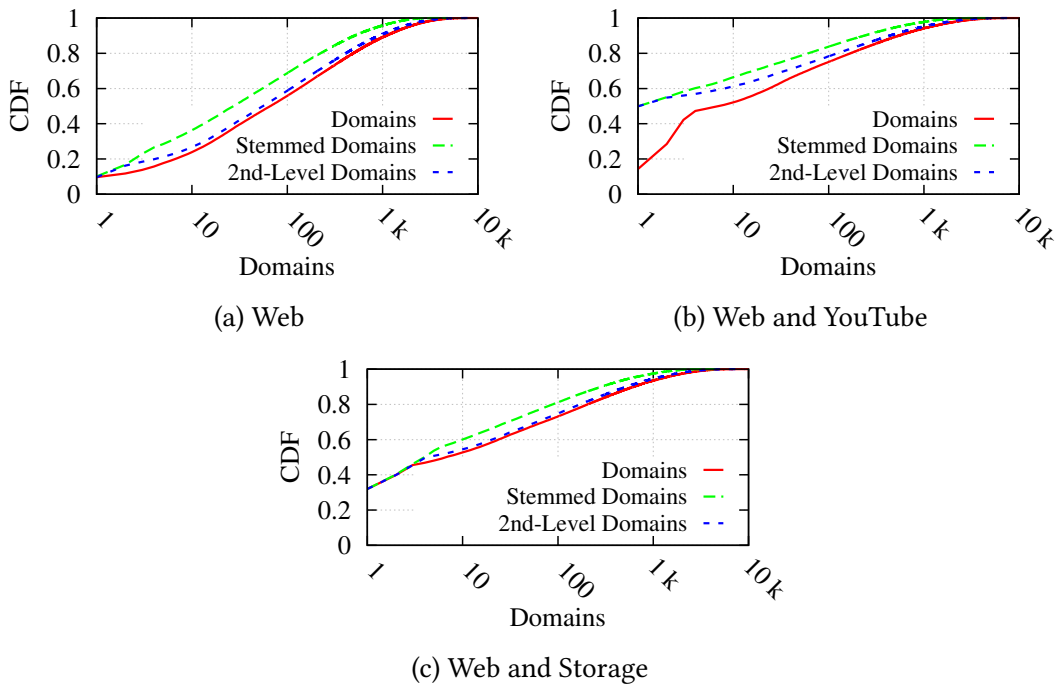 1
0.8
0.6
0.4
0.2
0
CDF
Domains
Stemmed Domains
2nd-Level Domains
1
10
100
1 k
10 k
Domains
(a) Web
1
0.8
0.6
0.4
0.2
0
CDF
Domains
Stemmed Domains
2nd-Level Domains
1
10
100
1 k
10 k
Domains
(b) Web and YouTube
1
0.8
0.6
0.4
0.2
0
CDF
Domains
Stemmed Domains
2nd-Level Domains
1
10
100
1 k
10 k
Domains
(c) Web and Storage